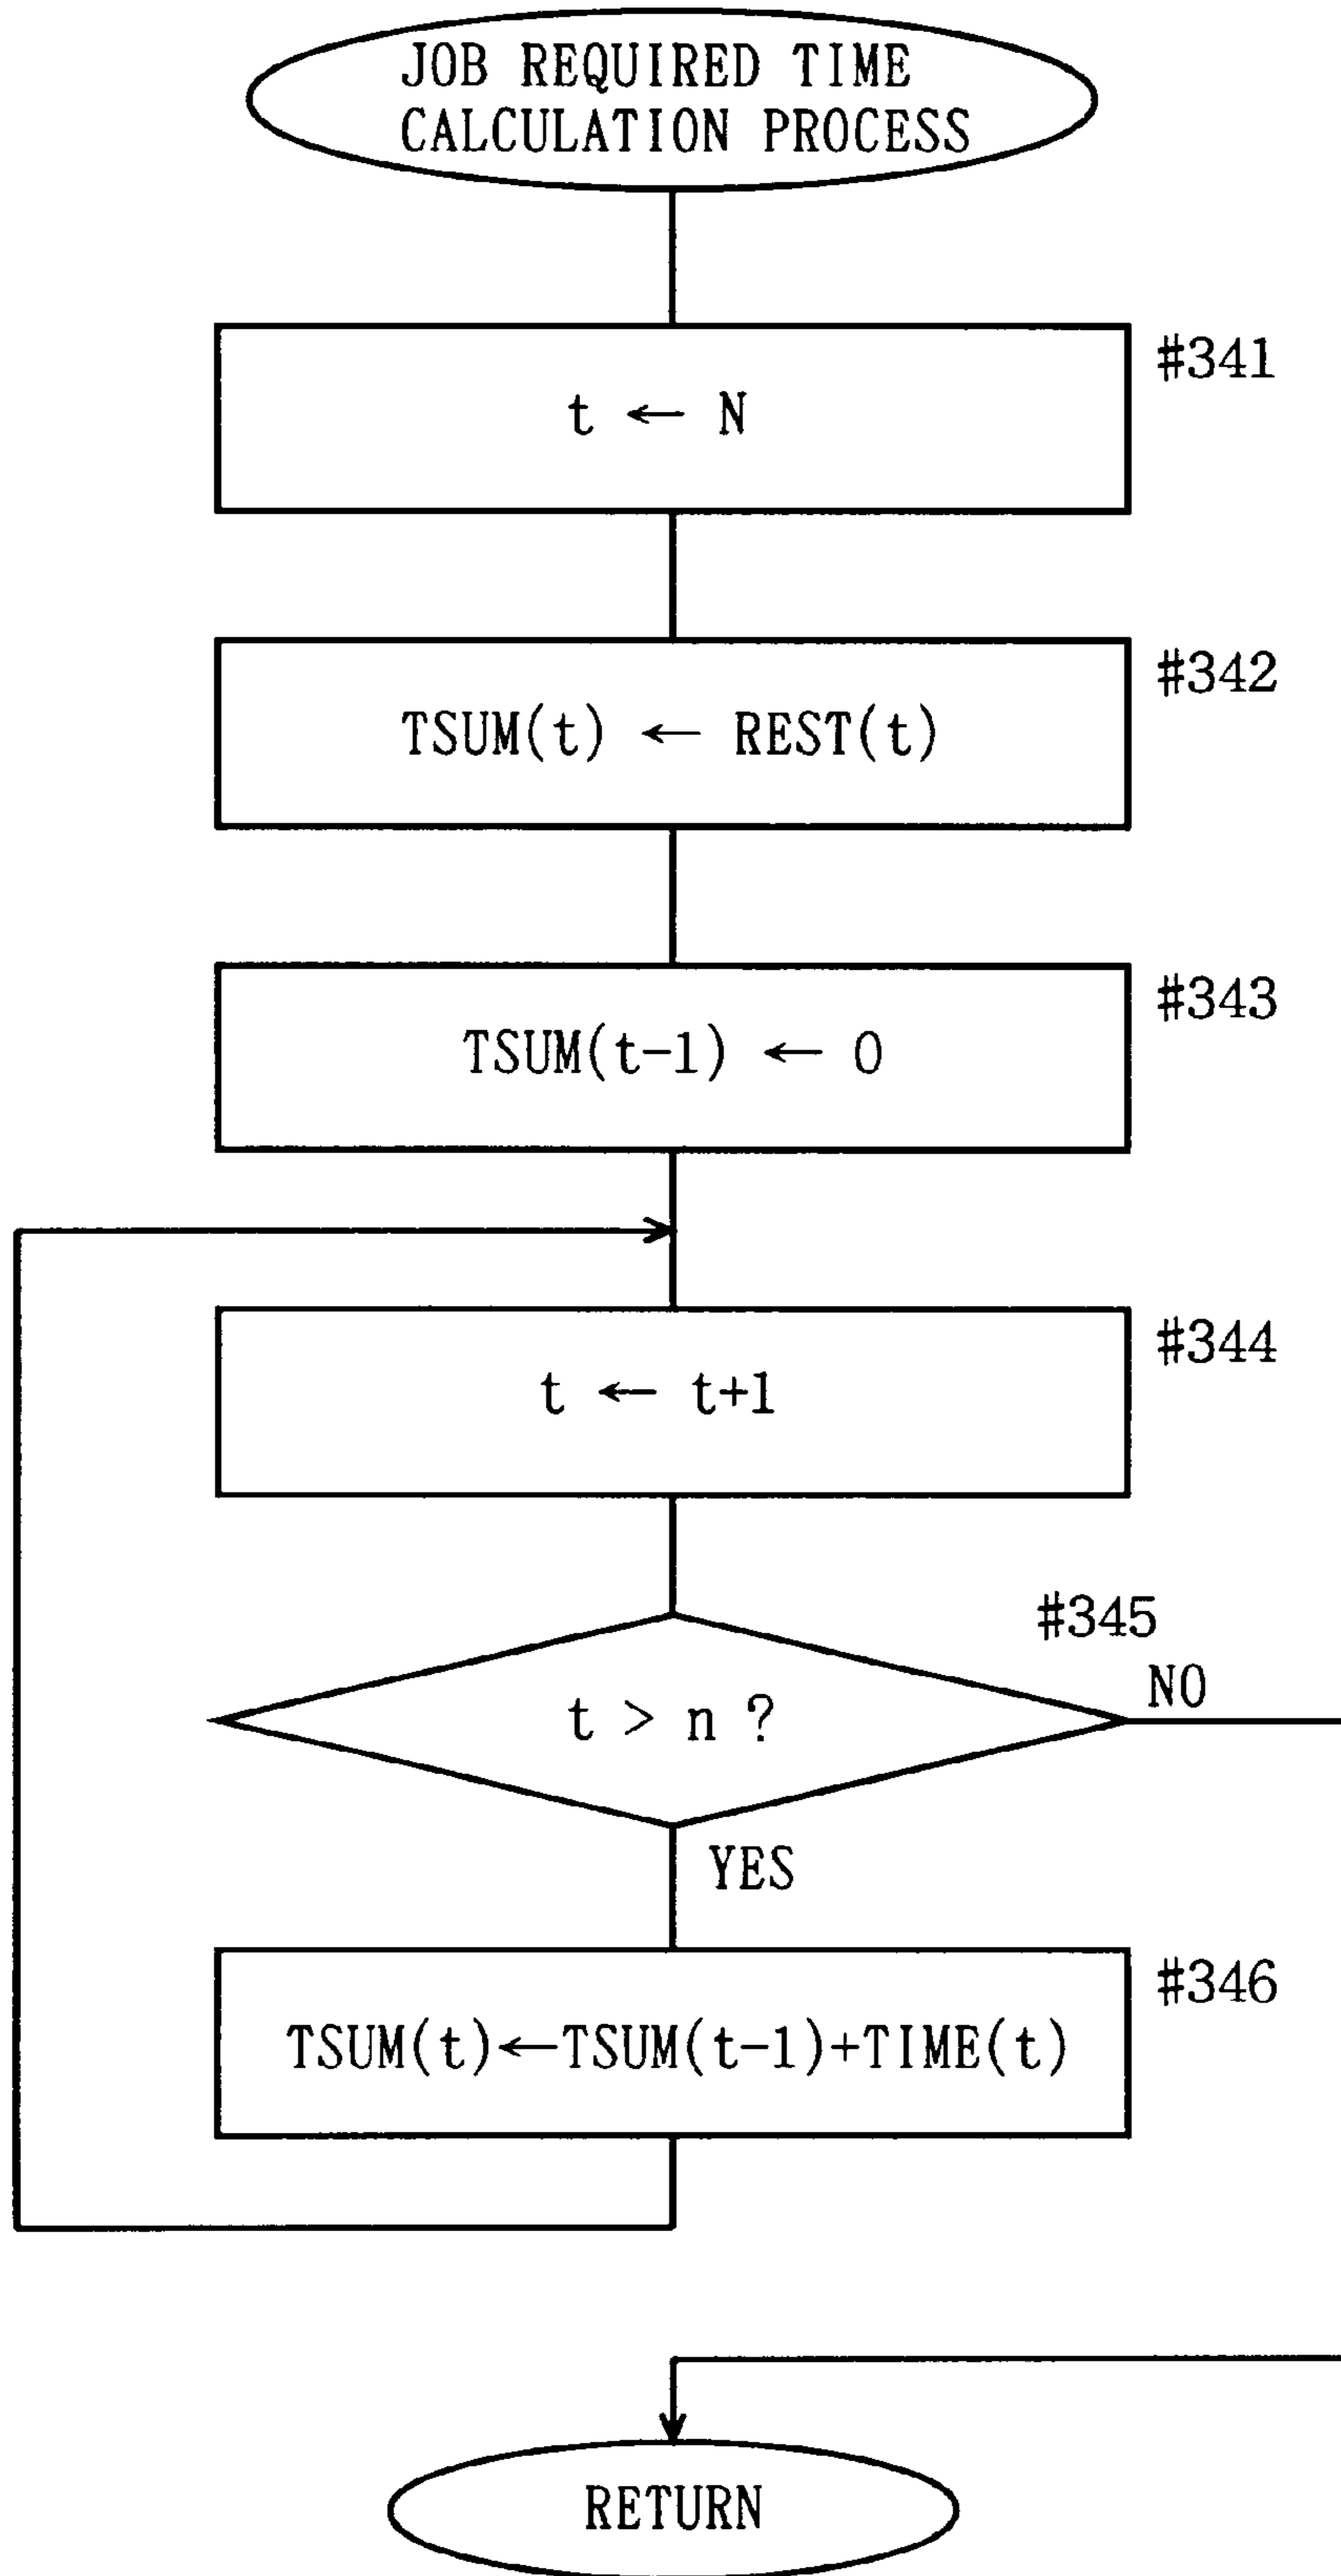 JOB REQUIRED TIME
CALCULATION PROCESS
#341
t ← N
#342
TSUM(t) ← REST(t)
#343
TSUM(t-1) ← 0
#344
t ← t+1
#345
NO
t > n ?
YES
#346
TSUM(t)←TSUM(t-1)+TIME(t)
RETURN